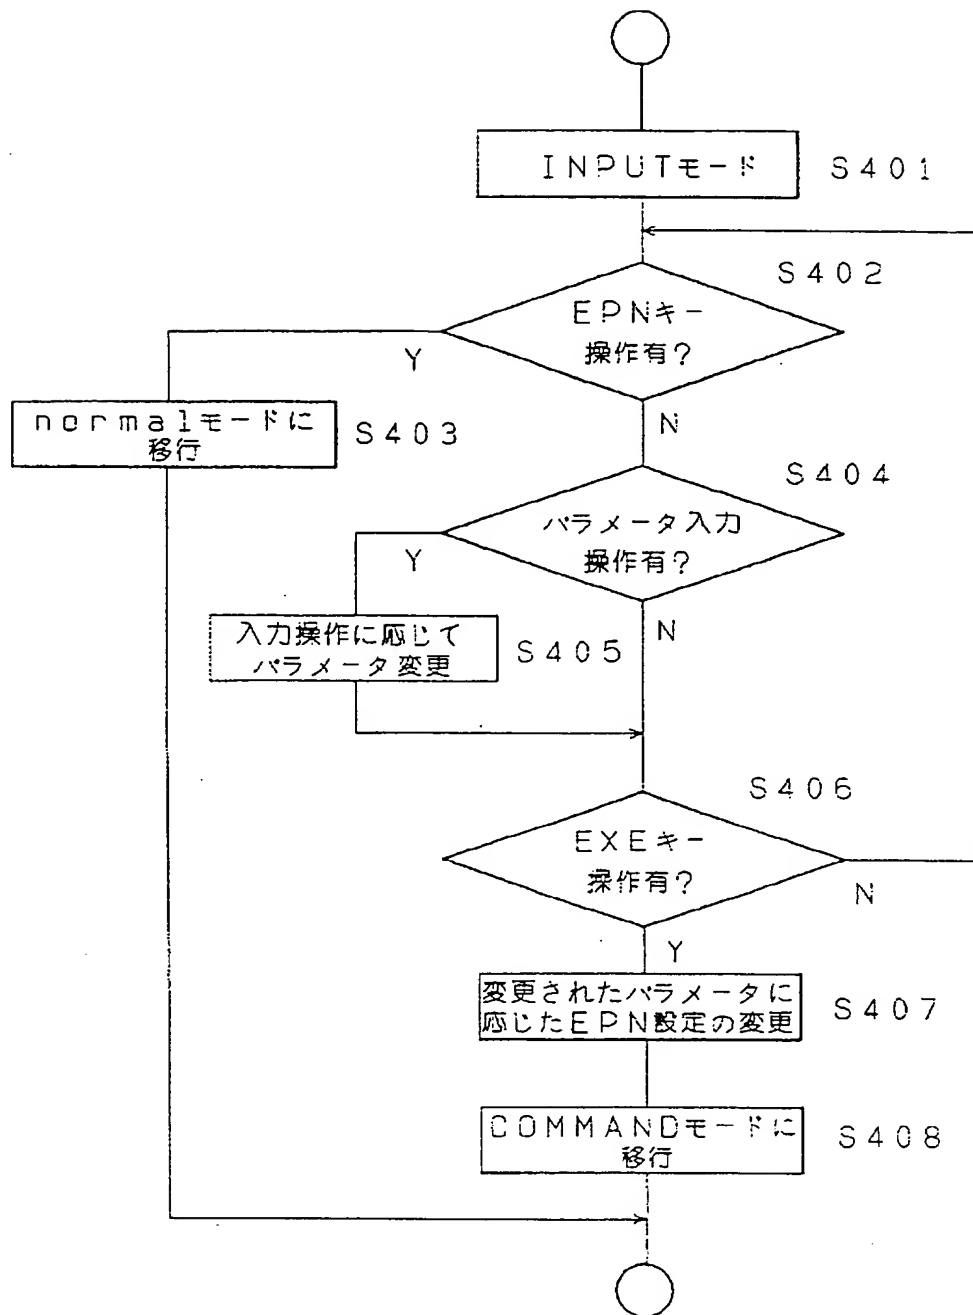 INPUTモード
S401
S402
EPNキー
操作有?
Y
N
normalモードに
移行
S403
S404
パラメータ入力
操作有?
Y
N
入力操作に応じて
パラメータ変更
S405
S406
EXEキー
操作有?
N
Y
変更されたパラメータに
応じたEPN設定の変更
S407
COMMANDモードに
移行
S408